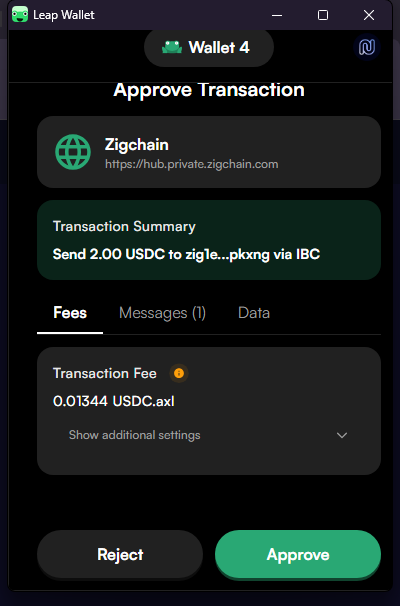 Leap Wallet
Wallet 4
Approve Transaction
Zigchain
https://hub.private.zigchain.com
Transaction Summary
Send 2.00 USDC to zig1e...pkxng via IBC
Fees Messages (1) Data
Transaction Fee
0.01344 USDC.axl
Show additional settings
Reject Approve